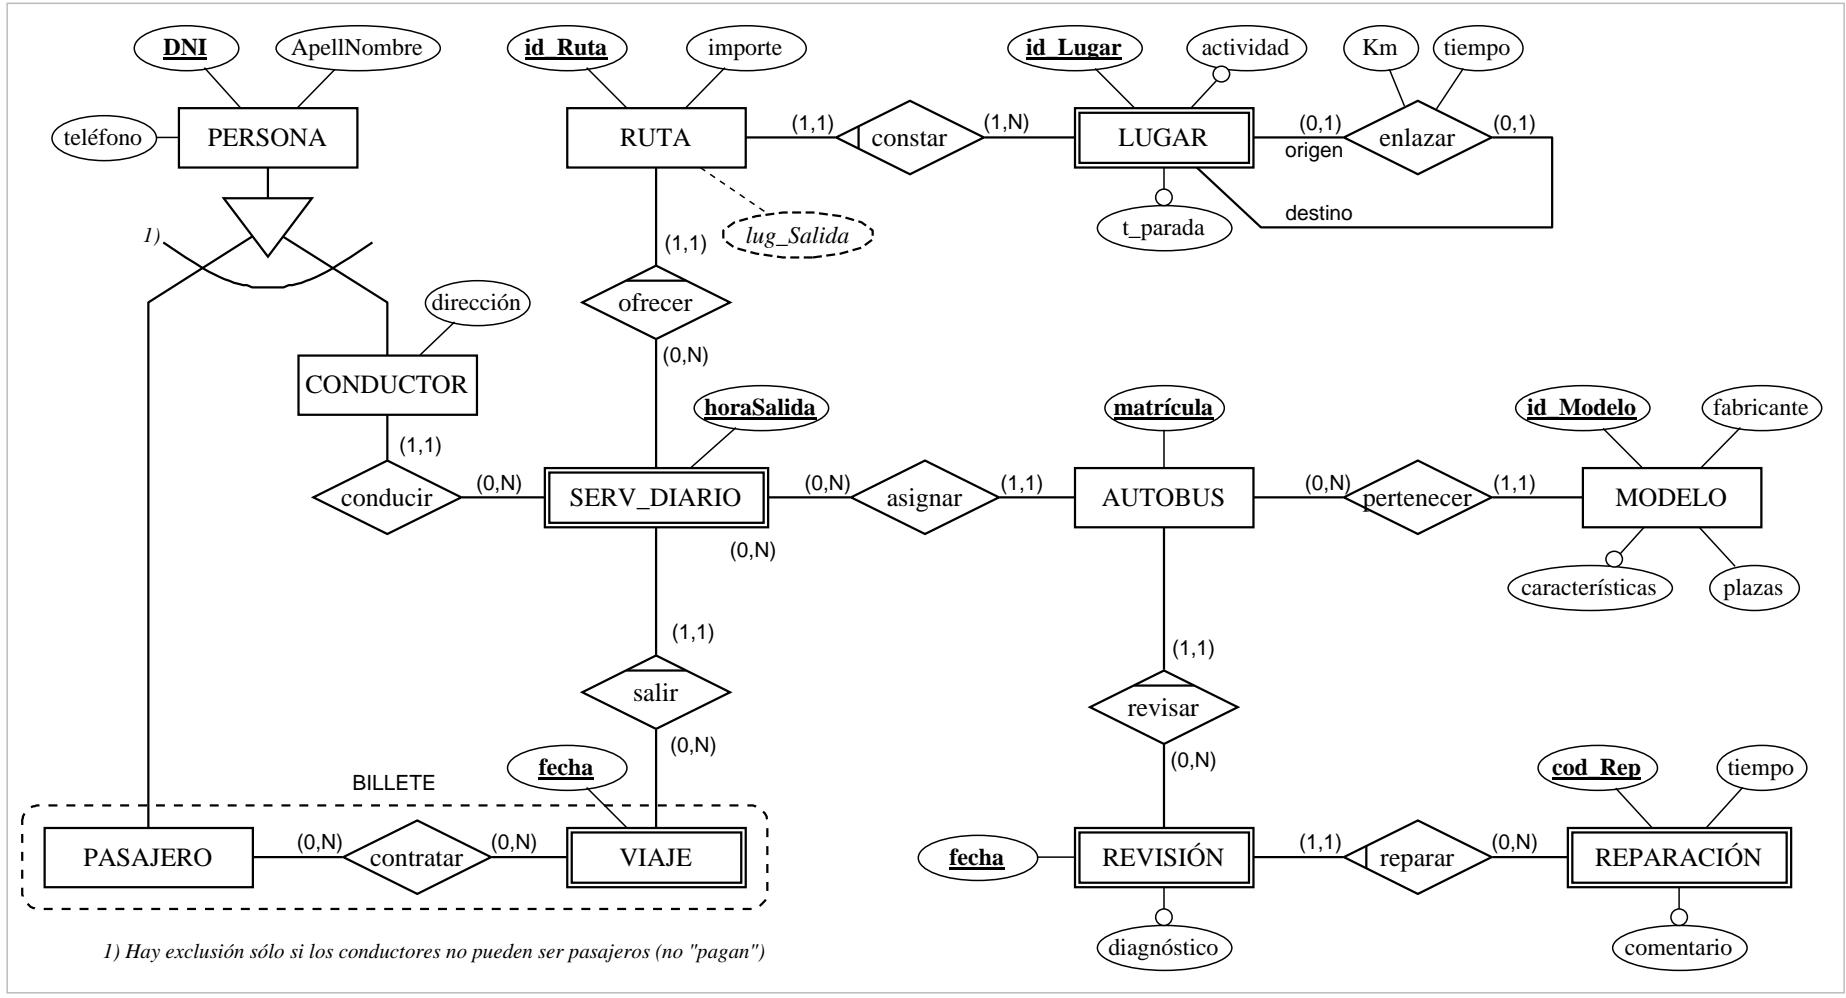 DNI
ApellNombre
id_Ruta
importe
id_Lugar
actividad
Km
tiempo
teléfono
PERSONA
RUTA
(1,1)
constar
(1,N)
LUGAR
(0,1)
origen
enlazar
(0,1)
destino
1)
lug_Salida
t_parada
(1,1)
ofrecer
(0,N)
dirección
CONDUCTOR
(1,1)
horaSalida
matrícula
id_Modelo
fabricante
conducir
(0,N)
SERV_DIARIO
(0,N)
asignar
(1,1)
AUTOBUS
(0,N)
pertenecer
(1,1)
MODELO
(0,N)
características
plazas
(1,1)
salir
(0,N)
(1,1)
revisar
(0,N)
BILLETE
fecha
cod_Rep
tiempo
PASAJERO
(0,N)
contratar
(0,N)
VIAJE
fecha
REVISIÓN
(1,1)
reparar
(0,N)
REPARACIÓN
diagnóstico
comentario
1) Hay exclusión sólo si los conductores no pueden ser pasajeros (no "pagan")